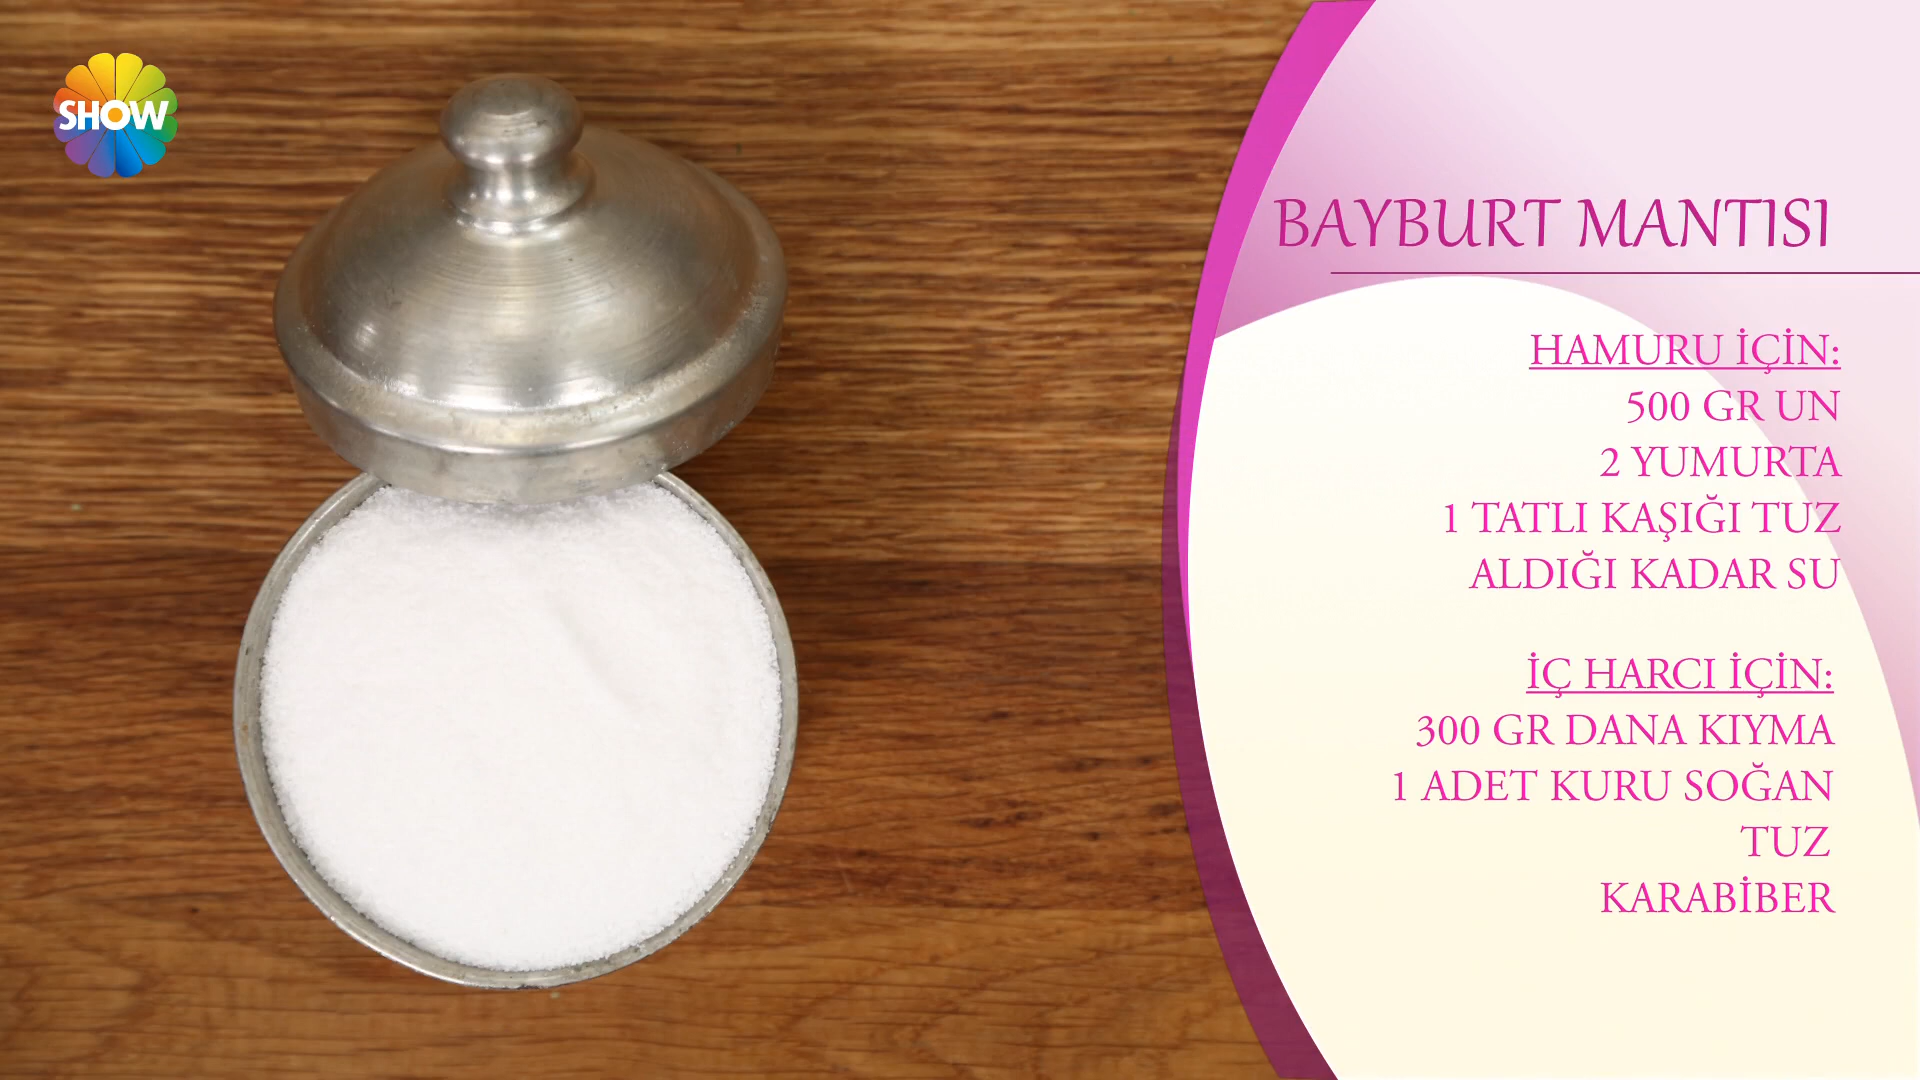 SHOW
BAYBURT MANTISI
HAMURU İÇİN:
500 GR UN
2 YUMURTA
1 TATLI KAŞIĞI TUZ
ALDIĞI KADAR SU
İÇ HARCI İÇİN:
300 GR DANA KIYMA
1 ADET KURU SOĞAN
TUZ
KARABİBER